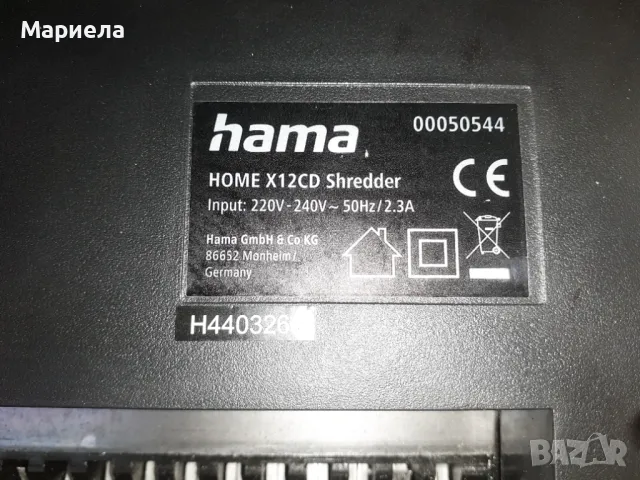 Мариела
hama 00050544
HOME X12CD Shredder
Input: 220V-240V~ 50Hz/2.3A
Hama GmbH & Co KG
86652 Monheim/
Germany
CE
BAZAR